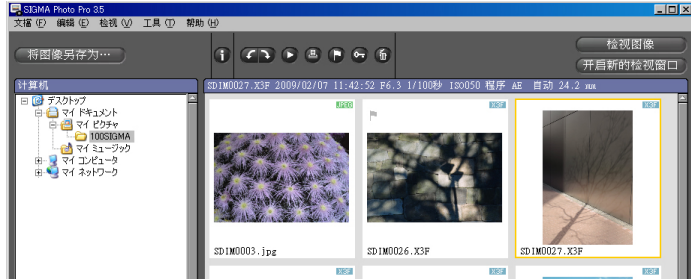 SIGMA Photo Pro 3.5
文檔 (F) 編輯 (E) 检视 (V) 工具 (T) 帮助 (H)
将图像另存为…
检视图像
开启新的检视窗口
计算机
SDIM0027.X3F 2009/02/07 11:42:52 F6.3 1/100秒 ISO050 程序 AE 自动 24.2 mm
デスクトップ
マイ ドキュメント
マイ ピクチャ
100SIGMA
マイ ミュージック
マイ コンピュータ
マイ ネットワーク
JPEG
X3F
X3F
SDIM0003.jpg
SDIM0026.X3F
SDIM0027.X3F
X3F
X3F
X3F